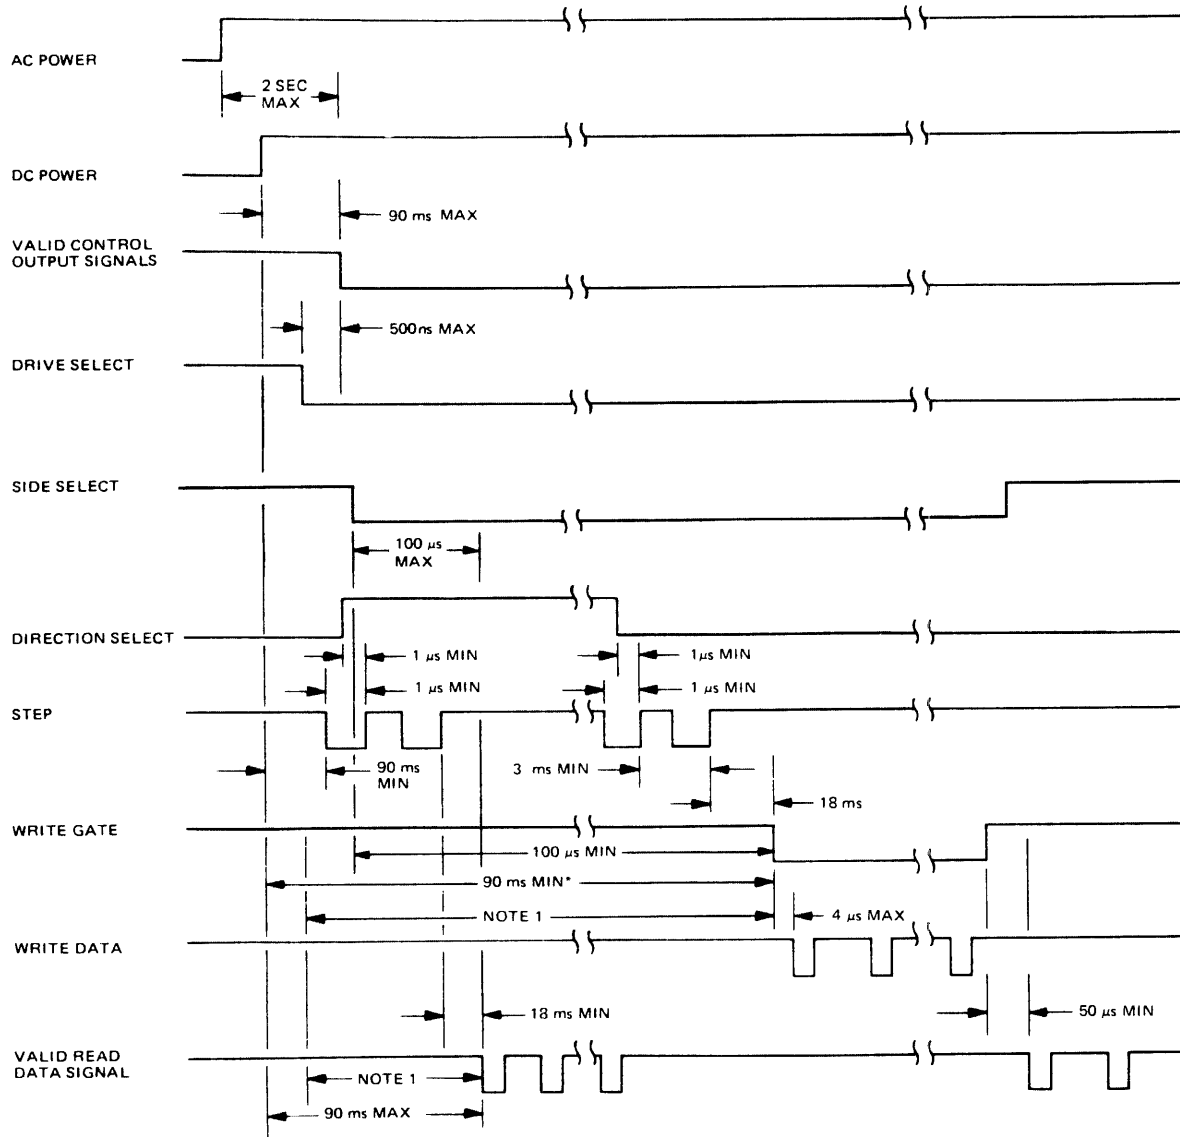 AC POWER
2 SEC
MAX
DC POWER
90 ms MAX
VALID CONTROL
OUTPUT SIGNALS
500ns MAX
DRIVE SELECT
SIDE SELECT
100 µs
MAX
DIRECTION SELECT
1 µs MIN
1µs MIN
1 µs MIN
1 µs MIN
STEP
90 ms
MIN
3 ms MIN
18 ms
WRITE GATE
100 µs MIN
90 ms MIN*
NOTE 1
4 µs MAX
WRITE DATA
18 ms MIN
50 µs MIN
VALID READ
DATA SIGNAL
NOTE 1
90 ms MAX